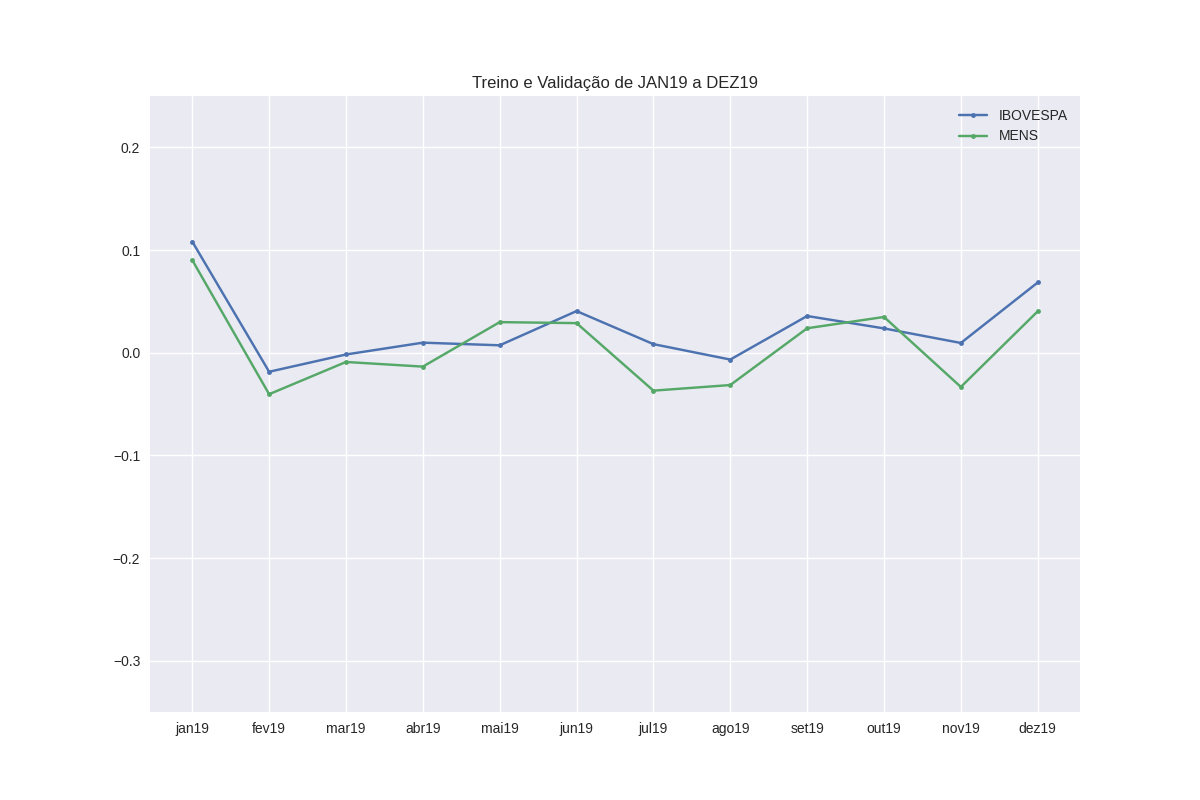 Treino e Validação de JAN19 a DEZ19
IBOVESPA
MENS
0.2
0.1
0.0
−0.1
−0.2
−0.3
jan19 fev19 mar19 abr19 mai19 jun19 jul19 ago19 set19 out19 nov19 dez19